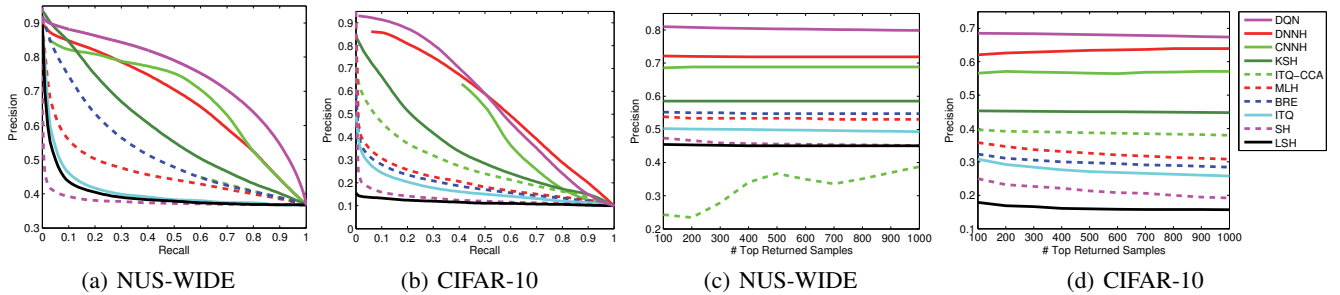 0.9
0.8
0.7
0.6
0.5
0.4
0.3
Precision
0 0.1 0.2 0.3 0.4 0.5 0.6 0.7 0.8 0.9 1
Recall
(a) NUS-WIDE
0.9
0.8
0.7
0.6
0.5
0.4
0.3
0.2
0.1
0
Precision
0 0.1 0.2 0.3 0.4 0.5 0.6 0.7 0.8 0.9 1
Recall
(b) CIFAR-10
0.8
0.7
0.6
0.5
0.4
0.3
0.2
Precision
100 200 300 400 500 600 700 800 900 1000
# Top Returned Samples
(c) NUS-WIDE
0.7
0.6
0.5
0.4
0.3
0.2
0.1
Precision
100 200 300 400 500 600 700 800 900 1000
# Top Returned Samples
(d) CIFAR-10
DQN
DNNH
CNNH
KSH
ITQ-CCA
MLH
BRE
ITQ
SH
LSH